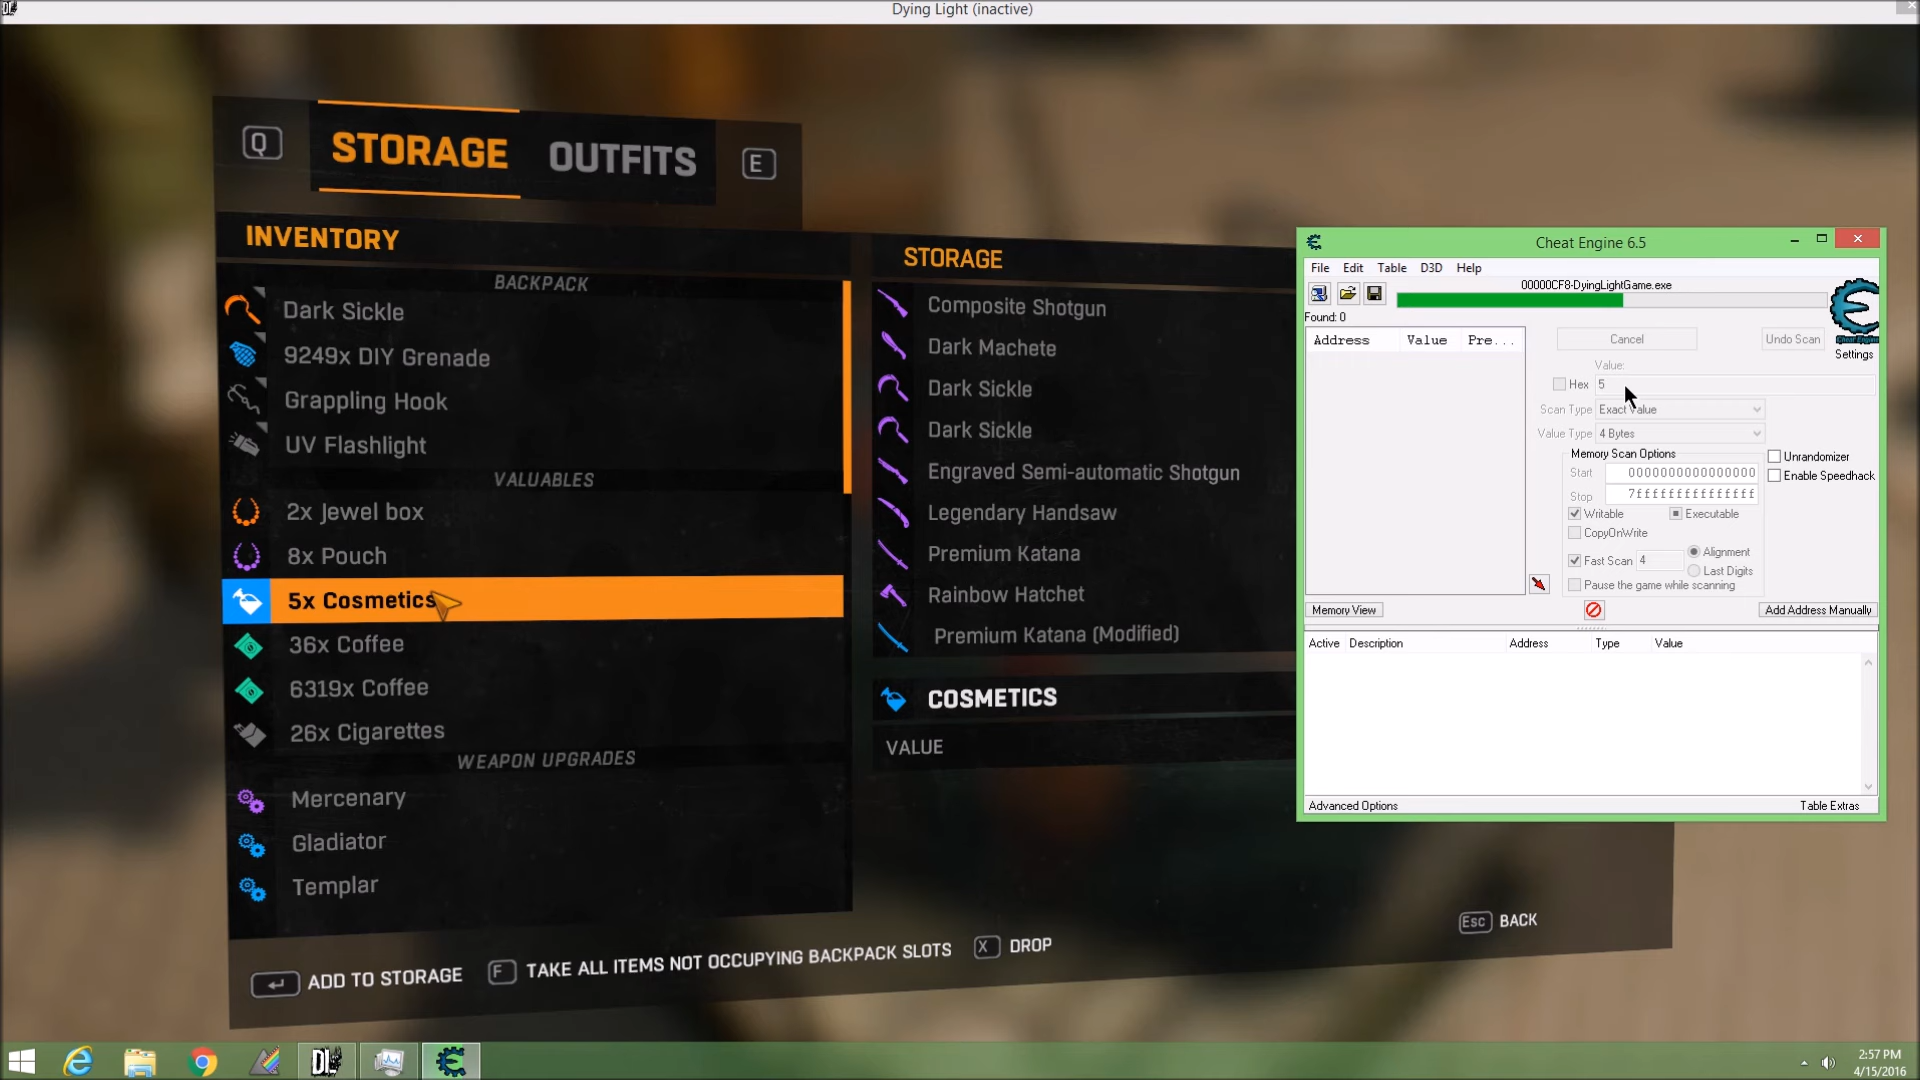 Dying Light (inactive)
Q
STORAGE
OUTFITS
E
INVENTORY
BACKPACK
Dark Sickle
9249x DIY Grenade
Grappling Hook
UV Flashlight
VALUABLES
2x Jewel box
8x Pouch
5x Cosmetics
36x Coffee
6319x Coffee
26x Cigarettes
WEAPON UPGRADES
Mercenary
Gladiator
Templar
STORAGE
Composite Shotgun
Dark Machete
Dark Sickle
Dark Sickle
Engraved Semi-automatic Shotgun
Legendary Handsaw
Premium Katana
Rainbow Hatchet
Premium Katana (Modified)
COSMETICS
VALUE
ADD TO STORAGE
F TAKE ALL ITEMS NOT OCCUPYING BACKPACK SLOTS
X DROP
Esc BACK
Cheat Engine 6.5
File Edit Table D3D Help
00000CF8-DyingLightGame.exe
Found: 0
Address Value Pre...
Cancel
Undo Scan
Cheat Engine
Settings
Value:
Hex 5
Scan Type Exact Value
Value Type 4 Bytes
Memory Scan Options
Unrandomizer
Start 0000000000000000
Enable Speedhack
Stop 7fffffffffffffff
Writable Executable
CopyOnWrite
Fast Scan 4 Alignment
Last Digits
Pause the game while scanning
Memory View
Add Address Manually
Active Description Address Type Value
Advanced Options
Table Extras
DL
2:57 PM
4/15/2016